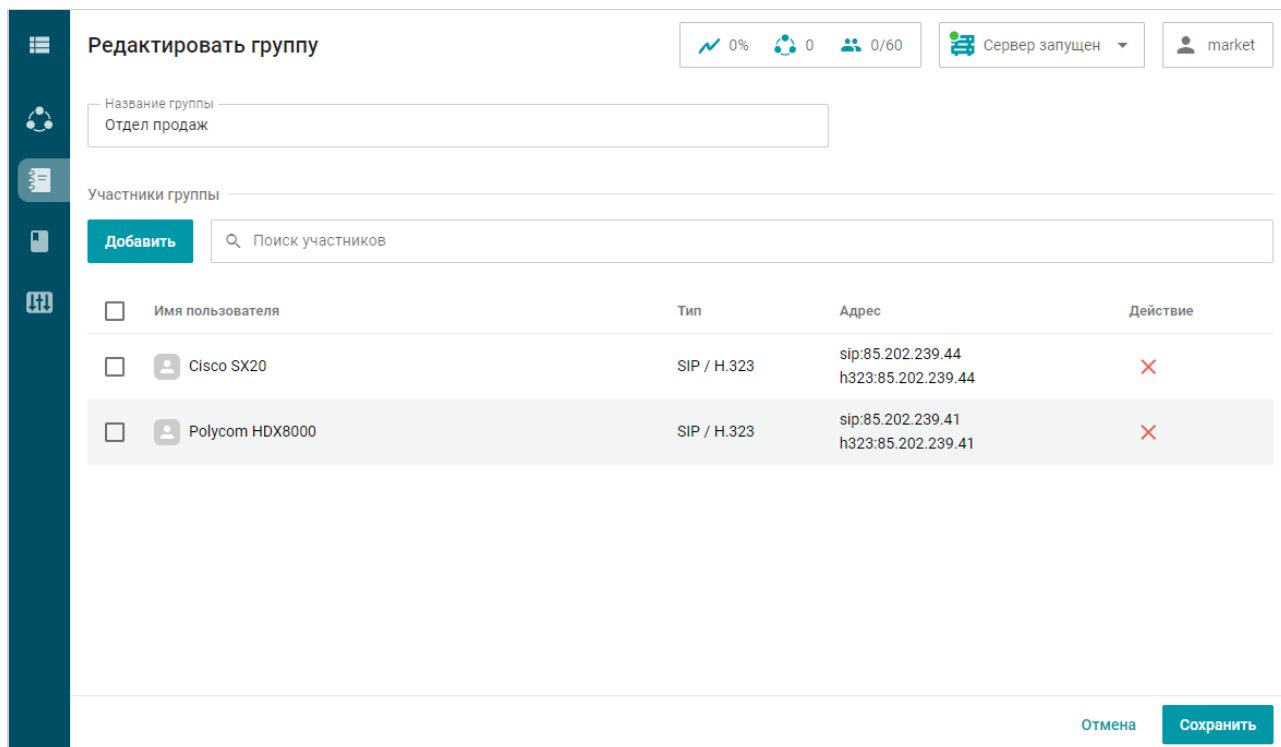 Редактировать группу
0% 0 0/60
Сервер запущен
market
Название группы
Отдел продаж
Участники группы
Добавить
Поиск участников
Имя пользователя Тип Адрес Действие
Cisco SX20 SIP / H.323 sip:85.202.239.44
h323:85.202.239.44
Polycom HDX8000 SIP / H.323 sip:85.202.239.41
h323:85.202.239.41
Отмена Сохранить